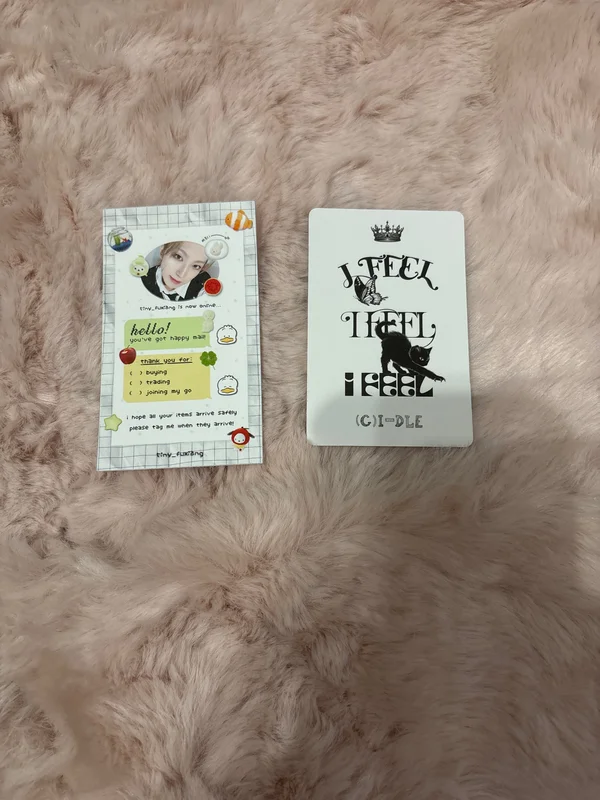 tiny_fuxiang is now online...
hello!
you've got happy mail
thank you for:
( ) buying
( ) trading
( ) joining my go
i hope all your items arrive safely
please tag me when they arrive!
tiny_fuxiang
I FEEL
I FEEL
I FEEL
(G)I-DLE